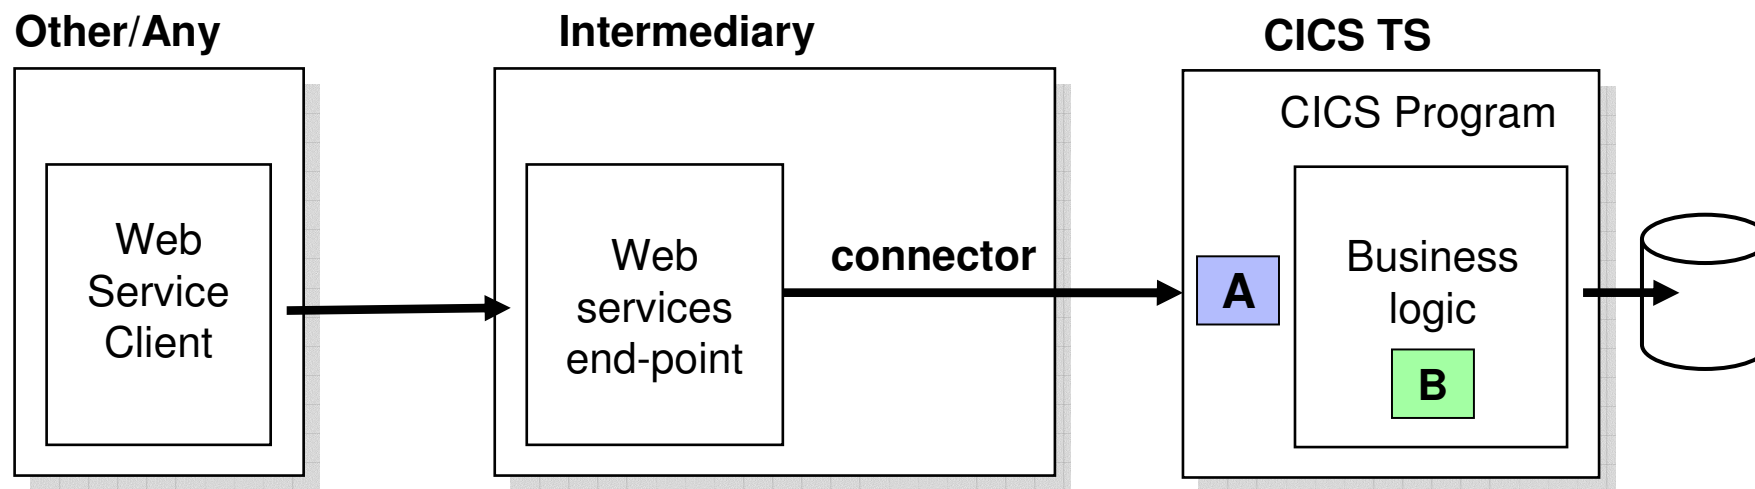 Other/Any
Intermediary
CICS TS
CICS Program
Web
Service
Client
Web
services
end-point
connector
A
Business
logic
B